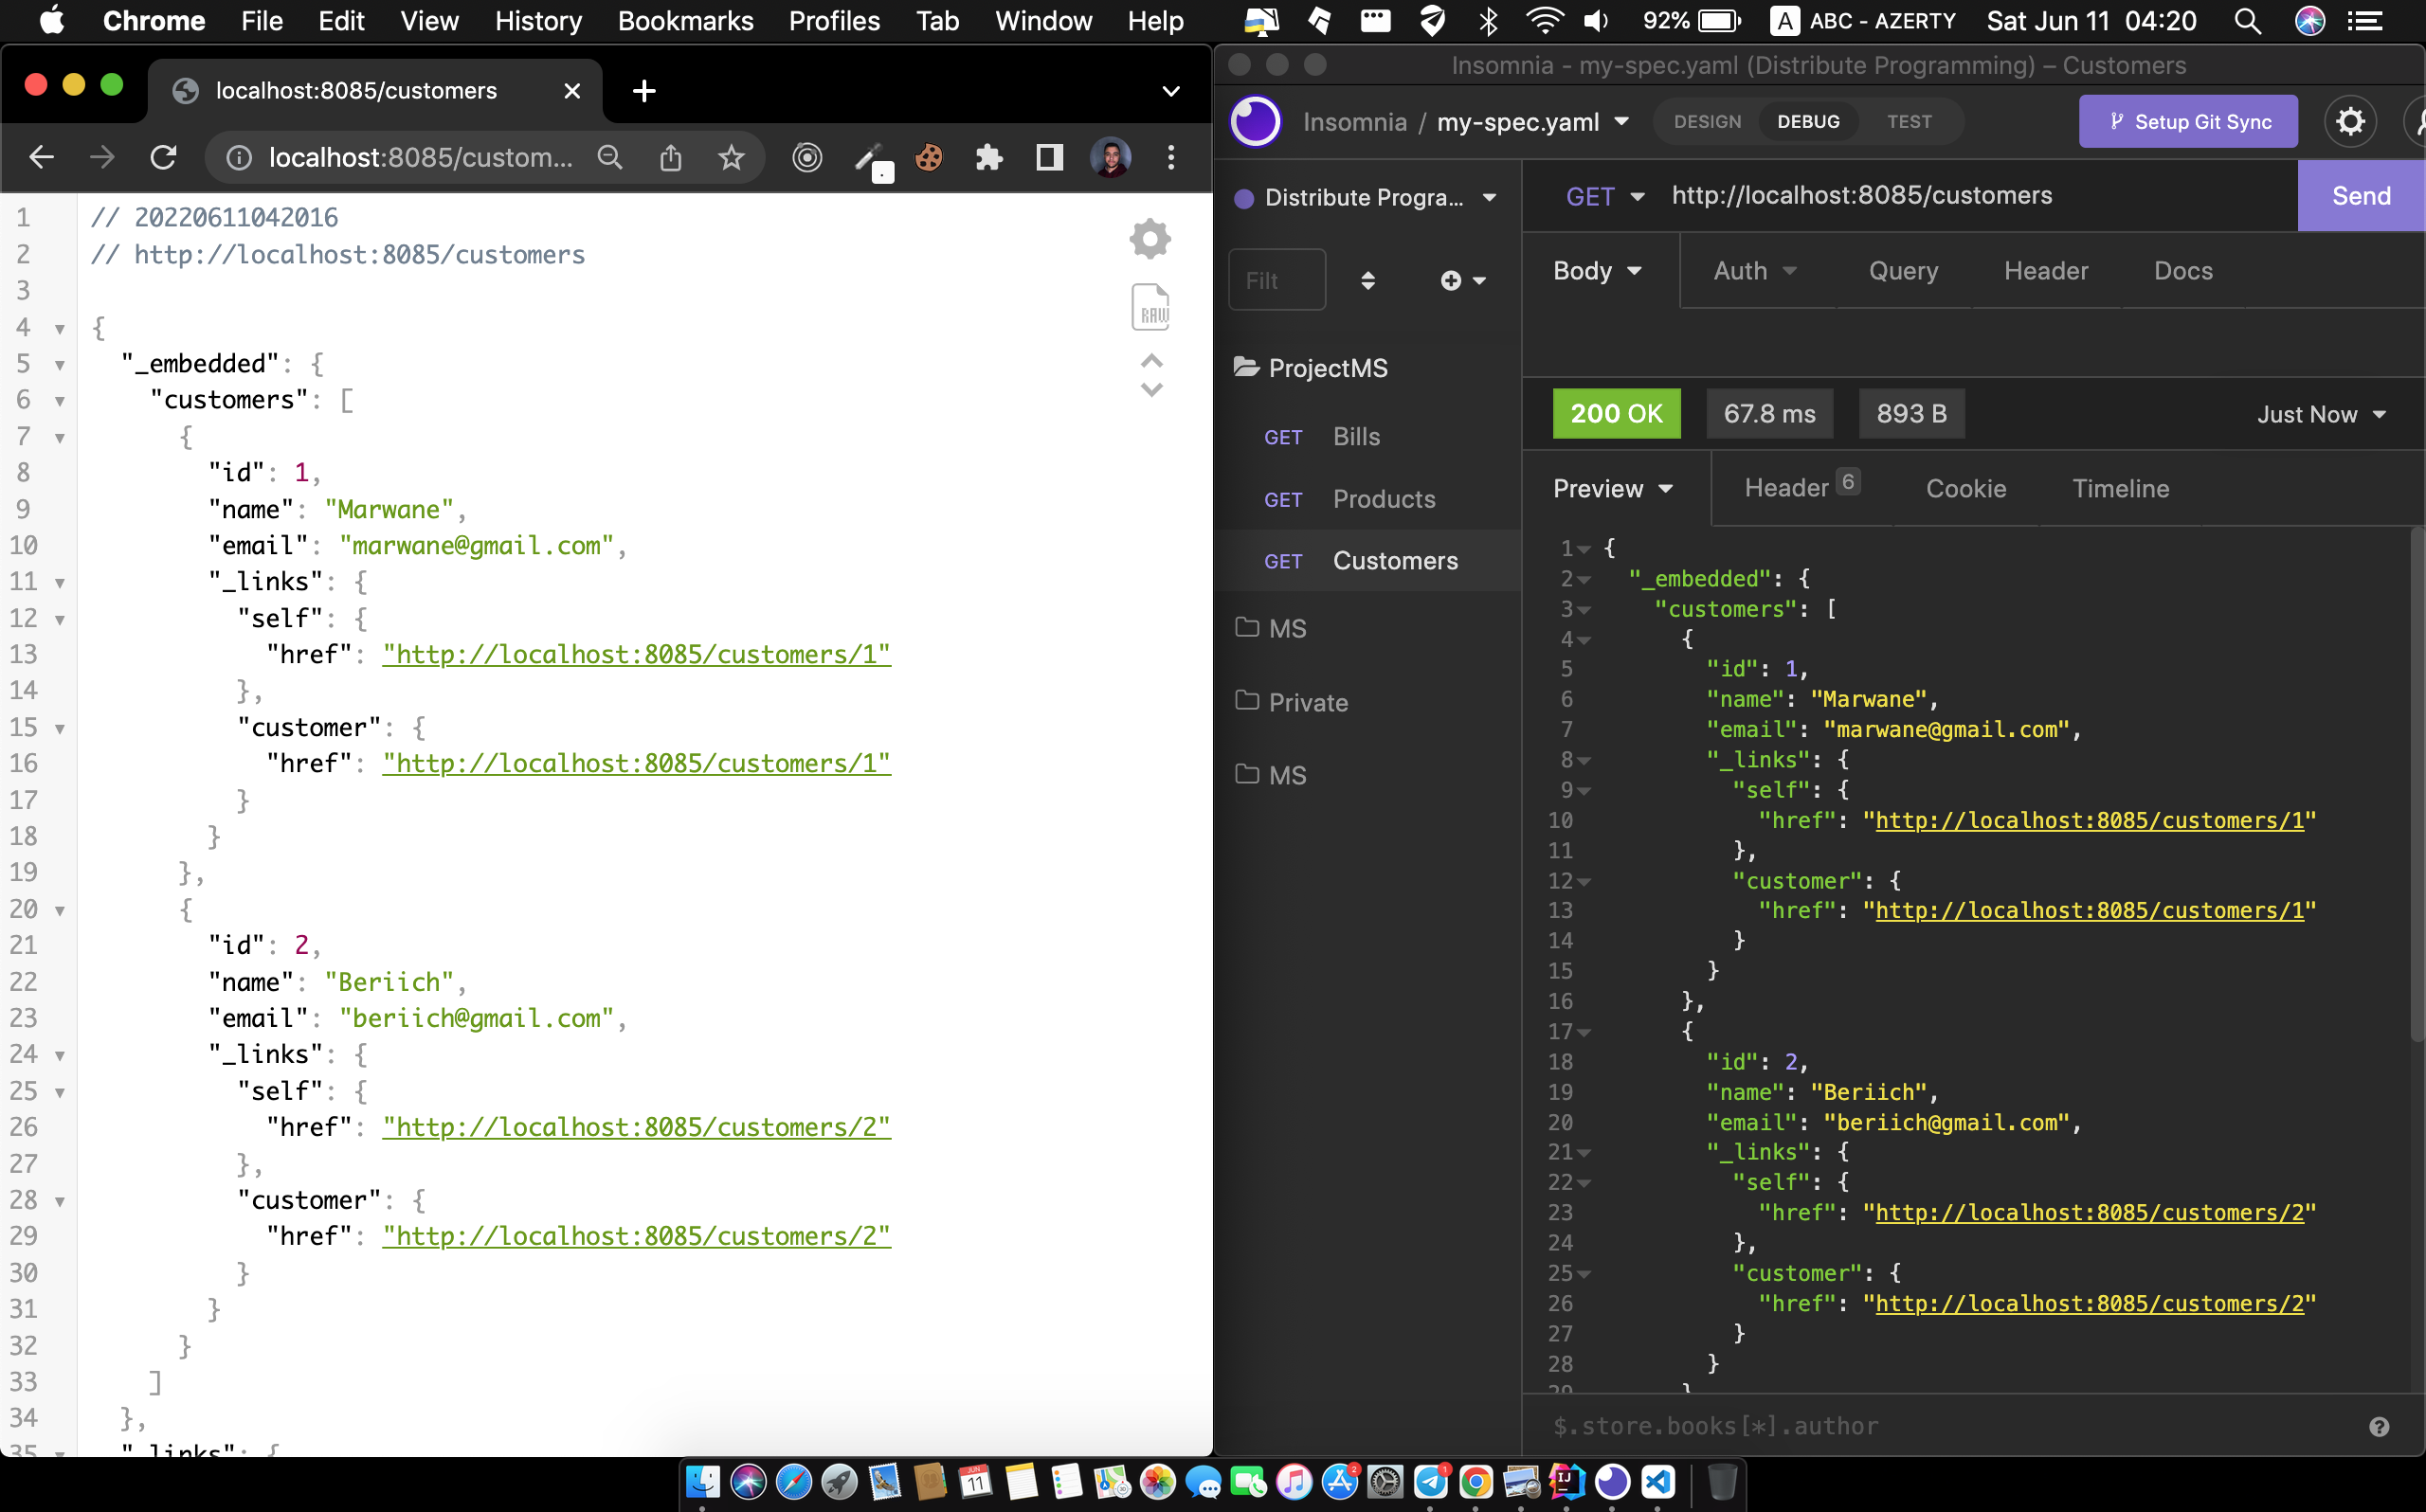 Chrome File Edit View History Bookmarks Profiles Tab Window Help 92% A ABC - AZERTY Sat Jun 11 04:20
localhost:8085/customers
localhost:8085/custom...
1 // 20220611042016
2 // http://localhost:8085/customers
3
4 {
5 "_embedded": {
6 "customers": [
7 {
8 "id": 1,
9 "name": "Marwane",
10 "email": "marwane@gmail.com",
11 "_links": {
12 "self": {
13 "href": "http://localhost:8085/customers/1"
14 },
15 "customer": {
16 "href": "http://localhost:8085/customers/1"
17 }
18 }
19 },
20 {
21 "id": 2,
22 "name": "Beriich",
23 "email": "beriich@gmail.com",
24 "_links": {
25 "self": {
26 "href": "http://localhost:8085/customers/2"
27 },
28 "customer": {
29 "href": "http://localhost:8085/customers/2"
30 }
31 }
32 }
33 ]
34 },
35 "_links": {
RAW
Insomnia - my-spec.yaml (Distribute Programming) – Customers
Insomnia / my-spec.yaml DESIGN DEBUG TEST Setup Git Sync
Distribute Progra...
Filt
ProjectMS
GET Bills
GET Products
GET Customers
MS
Private
MS
GET http://localhost:8085/customers Send
Body Auth Query Header Docs
200 OK 67.8 ms 893 B Just Now
Preview Header 6 Cookie Timeline
1 {
2 "_embedded": {
3 "customers": [
4 {
5 "id": 1,
6 "name": "Marwane",
7 "email": "marwane@gmail.com",
8 "_links": {
9 "self": {
10 "href": "http://localhost:8085/customers/1"
11 },
12 "customer": {
13 "href": "http://localhost:8085/customers/1"
14 }
15 }
16 },
17 {
18 "id": 2,
19 "name": "Beriich",
20 "email": "beriich@gmail.com",
21 "_links": {
22 "self": {
23 "href": "http://localhost:8085/customers/2"
24 },
25 "customer": {
26 "href": "http://localhost:8085/customers/2"
27 }
28 }
29 }
$.store.books[*].author
JUN
11
2
1
IJ